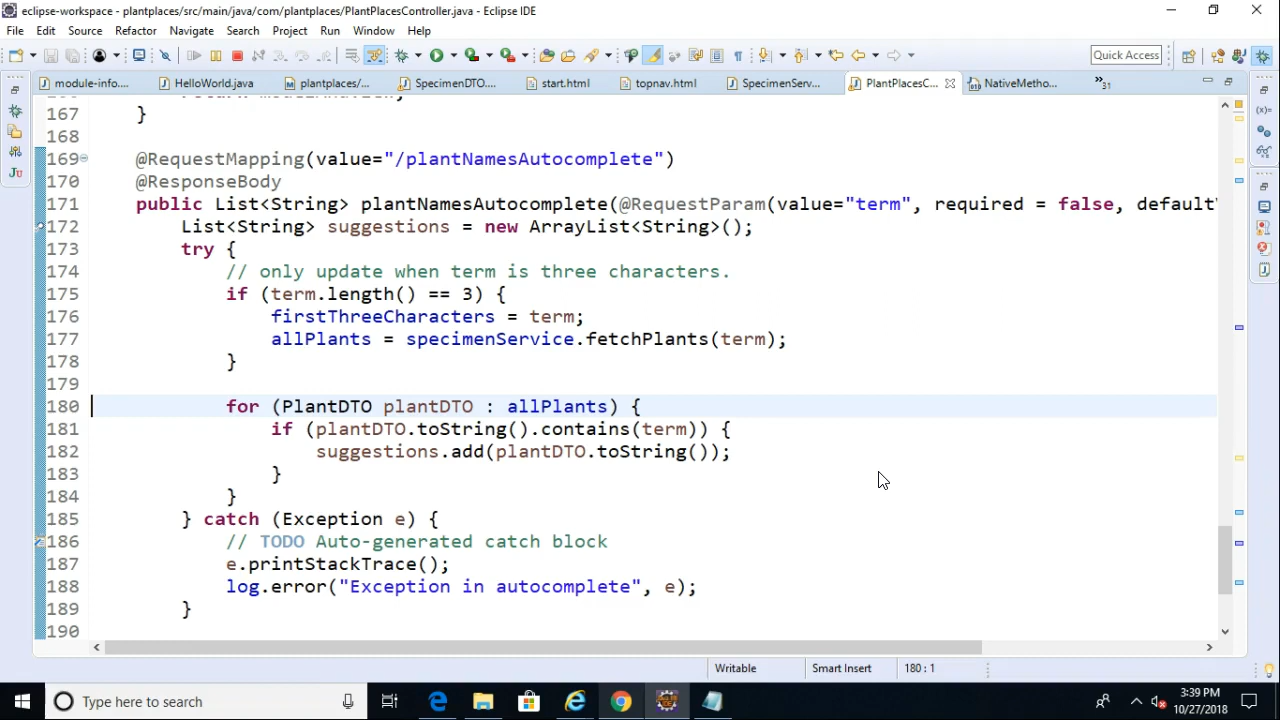 eclipse-workspace - plantplaces/src/main/java/com/plantplaces/PlantPlacesController.java - Eclipse IDE
File Edit Source Refactor Navigate Search Project Run Window Help
Quick Access
module-info.... HelloWorld.java plantplaces/... SpecimenDTO.... start.html topnav.html SpecimenServ... PlantPlacesC... NativeMetho... »31
167 }
168
169 @RequestMapping(value="/plantNamesAutocomplete")
170 @ResponseBody
171 public List<String> plantNamesAutocomplete(@RequestParam(value="term", required = false, default
172 List<String> suggestions = new ArrayList<String>();
173 try {
174 // only update when term is three characters.
175 if (term.length() == 3) {
176 firstThreeCharacters = term;
177 allPlants = specimenService.fetchPlants(term);
178 }
179
180 for (PlantDTO plantDTO : allPlants) {
181 if (plantDTO.toString().contains(term)) {
182 suggestions.add(plantDTO.toString());
183 }
184 }
185 } catch (Exception e) {
186 // TODO Auto-generated catch block
187 e.printStackTrace();
188 log.error("Exception in autocomplete", e);
189 }
190
Writable Smart Insert 180 : 1
Type here to search
3:39 PM
10/27/2018